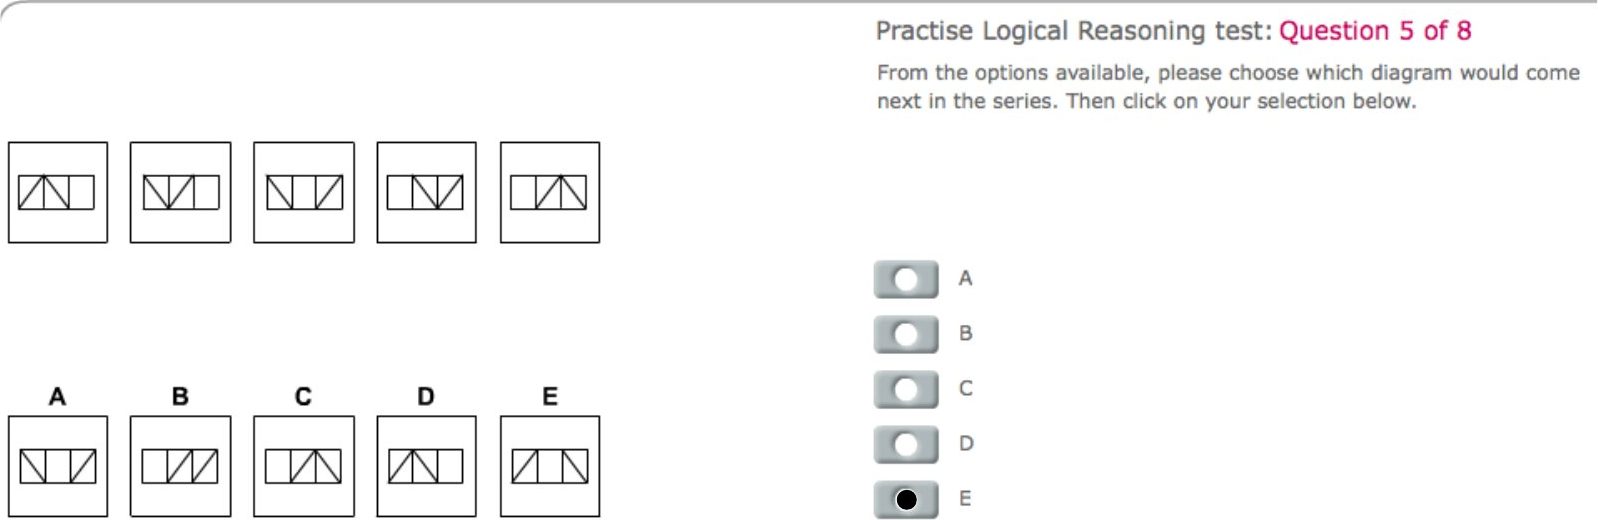 Practise Logical Reasoning test: Question 5 of 8
From the options available, please choose which diagram would come
next in the series. Then click on your selection below.
A
B
C
D
E
A B C D E